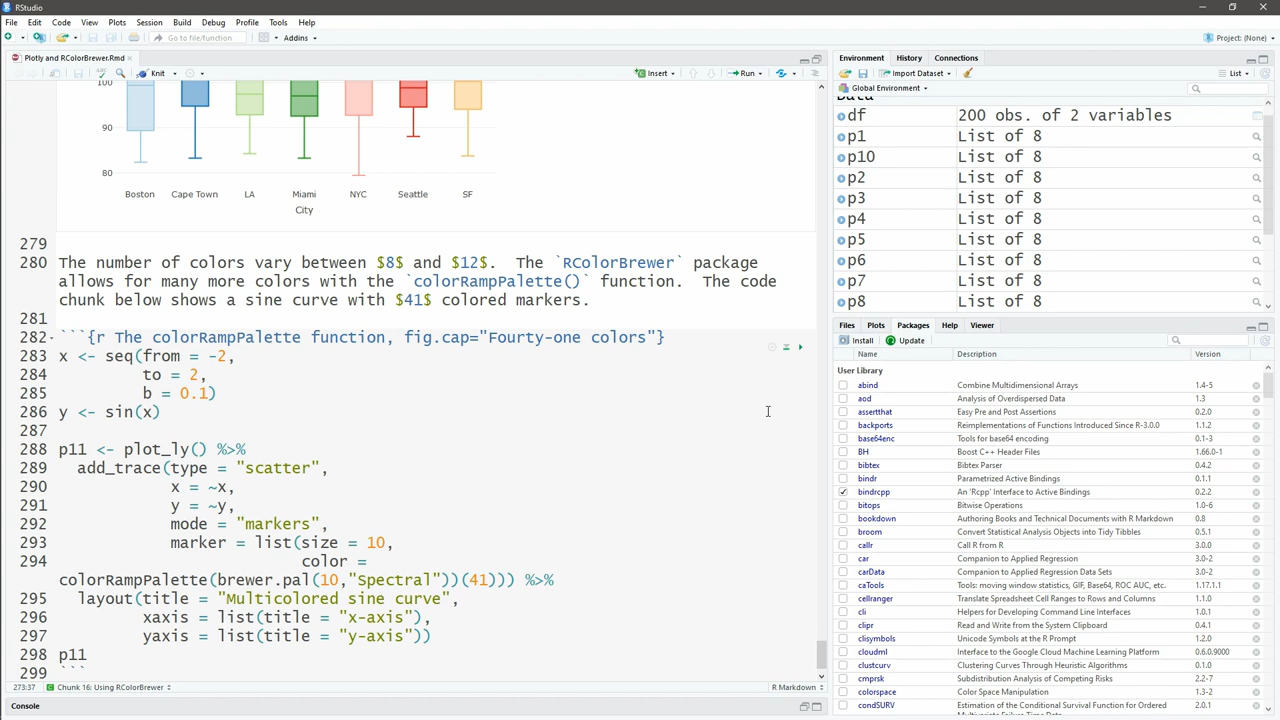 RStudio
File Edit Code View Plots Session Build Debug Profile Tools Help
Go to file/function Addins Project: (None)
Plotly and RColorBrewer.Rmd
Knit Insert Run
100
90
80
Boston Cape Town LA Miami NYC Seattle SF
City
279
280 The number of colors vary between $8$ and $12$. The `RColorBrewer` package
allows for many more colors with the `colorRampPalette()` function. The code
chunk below shows a sine curve with $41$ colored markers.
281
282 ```{r The colorRampPalette function, fig.cap="Fourty-one colors"}
283 x <- seq(from = -2,
284 to = 2,
285 b = 0.1)
286 y <- sin(x)
287
288 p11 <- plot_ly() %>%
289 add_trace(type = "scatter",
290 x = ~x,
291 y = ~y,
292 mode = "markers",
293 marker = list(size = 10,
294 color =
colorRampPalette(brewer.pal(10,"Spectral"))(41))) %>%
295 layout(title = "Multicolored sine curve",
296 xaxis = list(title = "x-axis"),
297 yaxis = list(title = "y-axis"))
298 p11
299 ```
273:37 Chunk 16: Using RColorBrewer R Markdown
Console
Environment History Connections
Import Dataset List
Global Environment
Data
df 200 obs. of 2 variables
p1 List of 8
p10 List of 8
p2 List of 8
p3 List of 8
p4 List of 8
p5 List of 8
p6 List of 8
p7 List of 8
p8 List of 8
Files Plots Packages Help Viewer
Install Update
Name Description Version
User Library
abind Combine Multidimensional Arrays 1.4-5
aod Analysis of Overdispersed Data 1.3
assertthat Easy Pre and Post Assertions 0.2.0
backports Reimplementations of Functions Introduced Since R-3.0.0 1.1.2
base64enc Tools for base64 encoding 0.1-3
BH Boost C++ Header Files 1.66.0-1
bibtex Bibtex Parser 0.4.2
bindr Parametrized Active Bindings 0.1.1
bindrcpp An 'Rcpp' Interface to Active Bindings 0.2.2
bitops Bitwise Operations 1.0-6
bookdown Authoring Books and Technical Documents with R Markdown 0.8
broom Convert Statistical Analysis Objects into Tidy Tibbles 0.5.1
callr Call R from R 3.0.0
car Companion to Applied Regression 3.0-2
carData Companion to Applied Regression Data Sets 3.0-2
caTools Tools: moving window statistics, GIF, Base64, ROC AUC, etc. 1.17.1.1
cellranger Translate Spreadsheet Cell Ranges to Rows and Columns 1.1.0
cli Helpers for Developing Command Line Interfaces 1.0.1
clipr Read and Write from the System Clipboard 0.4.1
clisymbols Unicode Symbols at the R Prompt 1.2.0
cloudml Interface to the Google Cloud Machine Learning Platform 0.6.0.9000
clustcurv Clustering Curves Through Heuristic Algorithms 0.1.0
cmprsk Subdistribution Analysis of Competing Risks 2.2-7
colorspace Color Space Manipulation 1.3-2
condSURV Estimation of the Conditional Survival Function for Ordered 2.0.1
Multivariate Failure Time Data